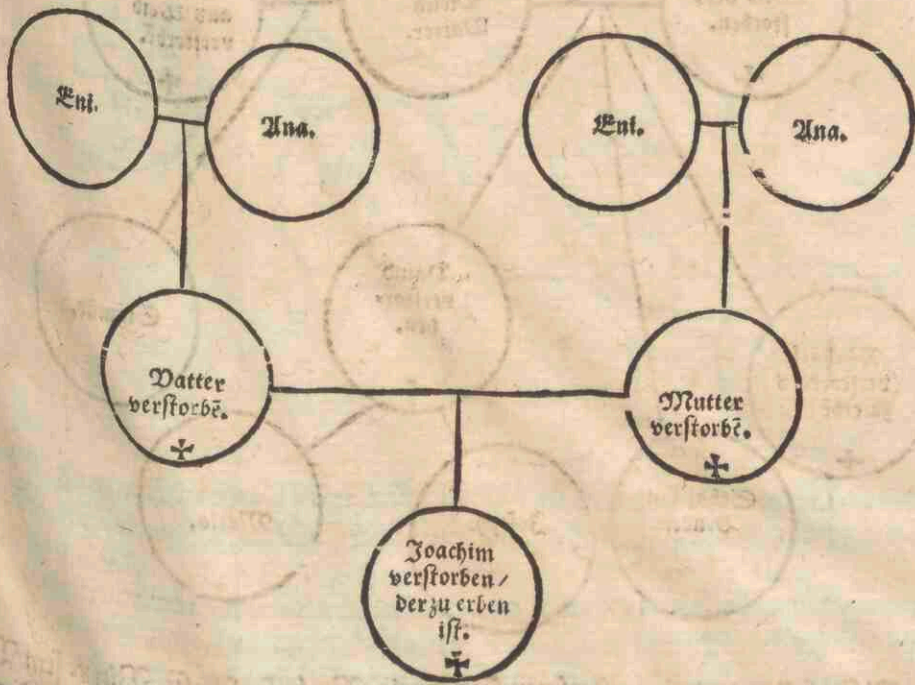 Eni.
Ana.
Eni.
Ana.
Vatter
verstorbē.
Mutter
verstorbē.
Joachim
verstorben/
der zu erben
ist.